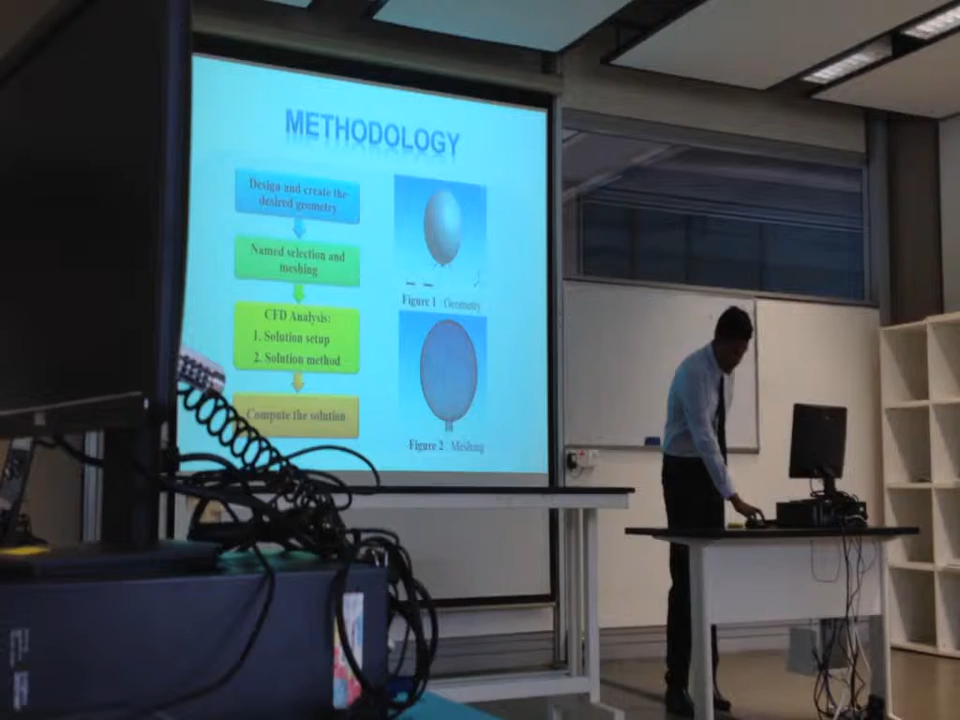 METHODOLOGY
Design and create the
desired geometry
Named selection and
meshing
CFD Analysis:
1. Solution setup
2. Solution method
Compute the solution
Figure 1 Geometry
Figure 2 Meshing